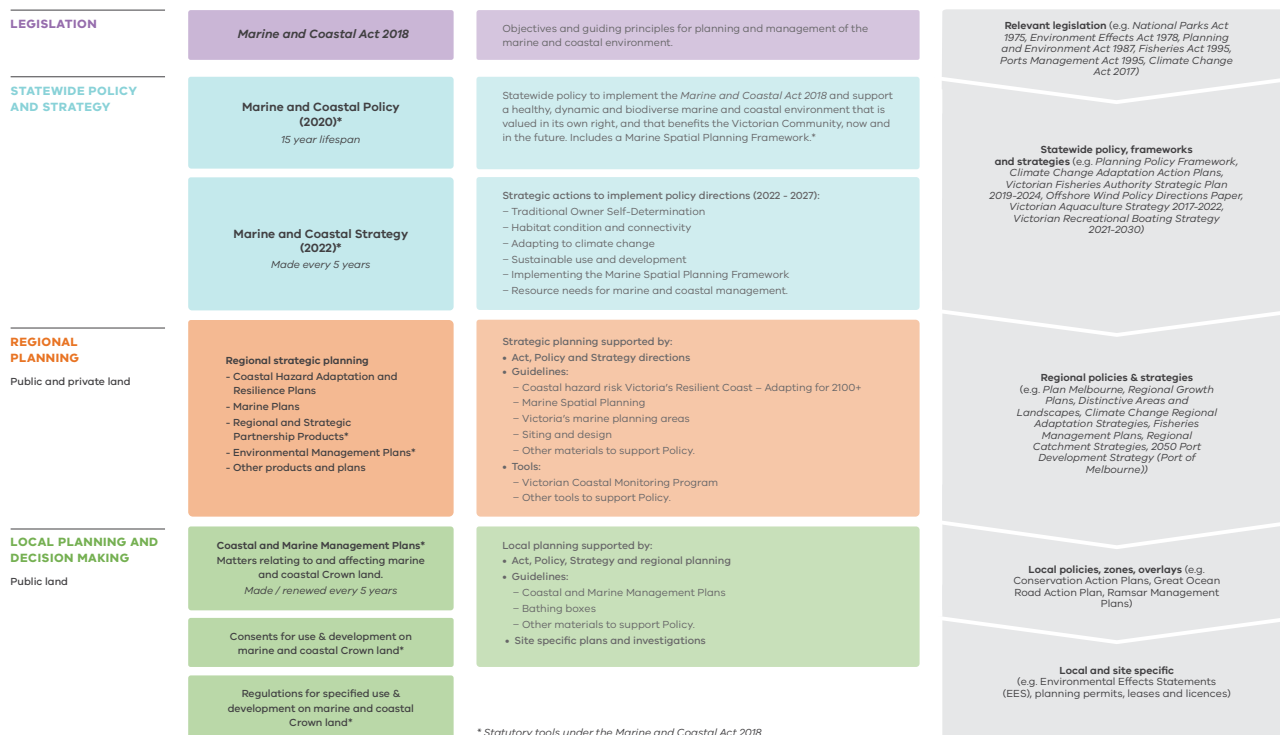 LEGISLATION
Marine and Coastal Act 2018
Objectives and guiding principles for planning and management of the
marine and coastal environment.
Relevant legislation (e.g. National Parks Act
1975, Environment Effects Act 1978, Planning
and Environment Act 1987, Fisheries Act 1995,
Ports Management Act 1995, Climate Change
Act 2017)
STATEWIDE POLICY
AND STRATEGY
Marine and Coastal Policy
(2020)*
15 year lifespan
Statewide policy to implement the Marine and Coastal Act 2018 and support
a healthy, dynamic and biodiverse marine and coastal environment that is
valued in its own right, and that benefits the Victorian Community, now and
in the future. Includes a Marine Spatial Planning Framework.*
Marine and Coastal Strategy
(2022)*
Made every 5 years
Strategic actions to implement policy directions (2022 - 2027):
– Traditional Owner Self-Determination
– Habitat condition and connectivity
– Adapting to climate change
– Sustainable use and development
– Implementing the Marine Spatial Planning Framework
– Resource needs for marine and coastal management.
Statewide policy, frameworks
and strategies (e.g. Planning Policy Framework,
Climate Change Adaptation Action Plans,
Victorian Fisheries Authority Strategic Plan
2019-2024, Offshore Wind Policy Directions Paper,
Victorian Aquaculture Strategy 2017-2022,
Victorian Recreational Boating Strategy
2021-2030)
REGIONAL
PLANNING
Public and private land
Regional strategic planning
- Coastal Hazard Adaptation and
Resilience Plans
- Marine Plans
- Regional and Strategic
Partnership Products*
- Environmental Management Plans*
- Other products and plans
Strategic planning supported by:
• Act, Policy and Strategy directions
• Guidelines:
– Coastal hazard risk Victoria's Resilient Coast – Adapting for 2100+
– Marine Spatial Planning
– Victoria's marine planning areas
– Siting and design
– Other materials to support Policy.
• Tools:
– Victorian Coastal Monitoring Program
– Other tools to support Policy.
Regional policies & strategies
(e.g. Plan Melbourne, Regional Growth
Plans, Distinctive Areas and
Landscapes, Climate Change Regional
Adaptation Strategies, Fisheries
Management Plans, Regional
Catchment Strategies, 2050 Port
Development Strategy (Port of
Melbourne))
LOCAL PLANNING AND
DECISION MAKING
Public land
Coastal and Marine Management Plans*
Matters relating to and affecting marine
and coastal Crown land.
Made / renewed every 5 years
Consents for use & development on
marine and coastal Crown land*
Regulations for specified use &
development on marine and coastal
Crown land*
Local planning supported by:
• Act, Policy, Strategy and regional planning
• Guidelines:
– Coastal and Marine Management Plans
– Bathing boxes
– Other materials to support Policy.
• Site specific plans and investigations
Local policies, zones, overlays (e.g.
Conservation Action Plans, Great Ocean
Road Action Plan, Ramsar Management
Plans)
Local and site specific
(e.g. Environmental Effects Statements
(EES), planning permits, leases and licences)
* Statutory tools under the Marine and Coastal Act 2018